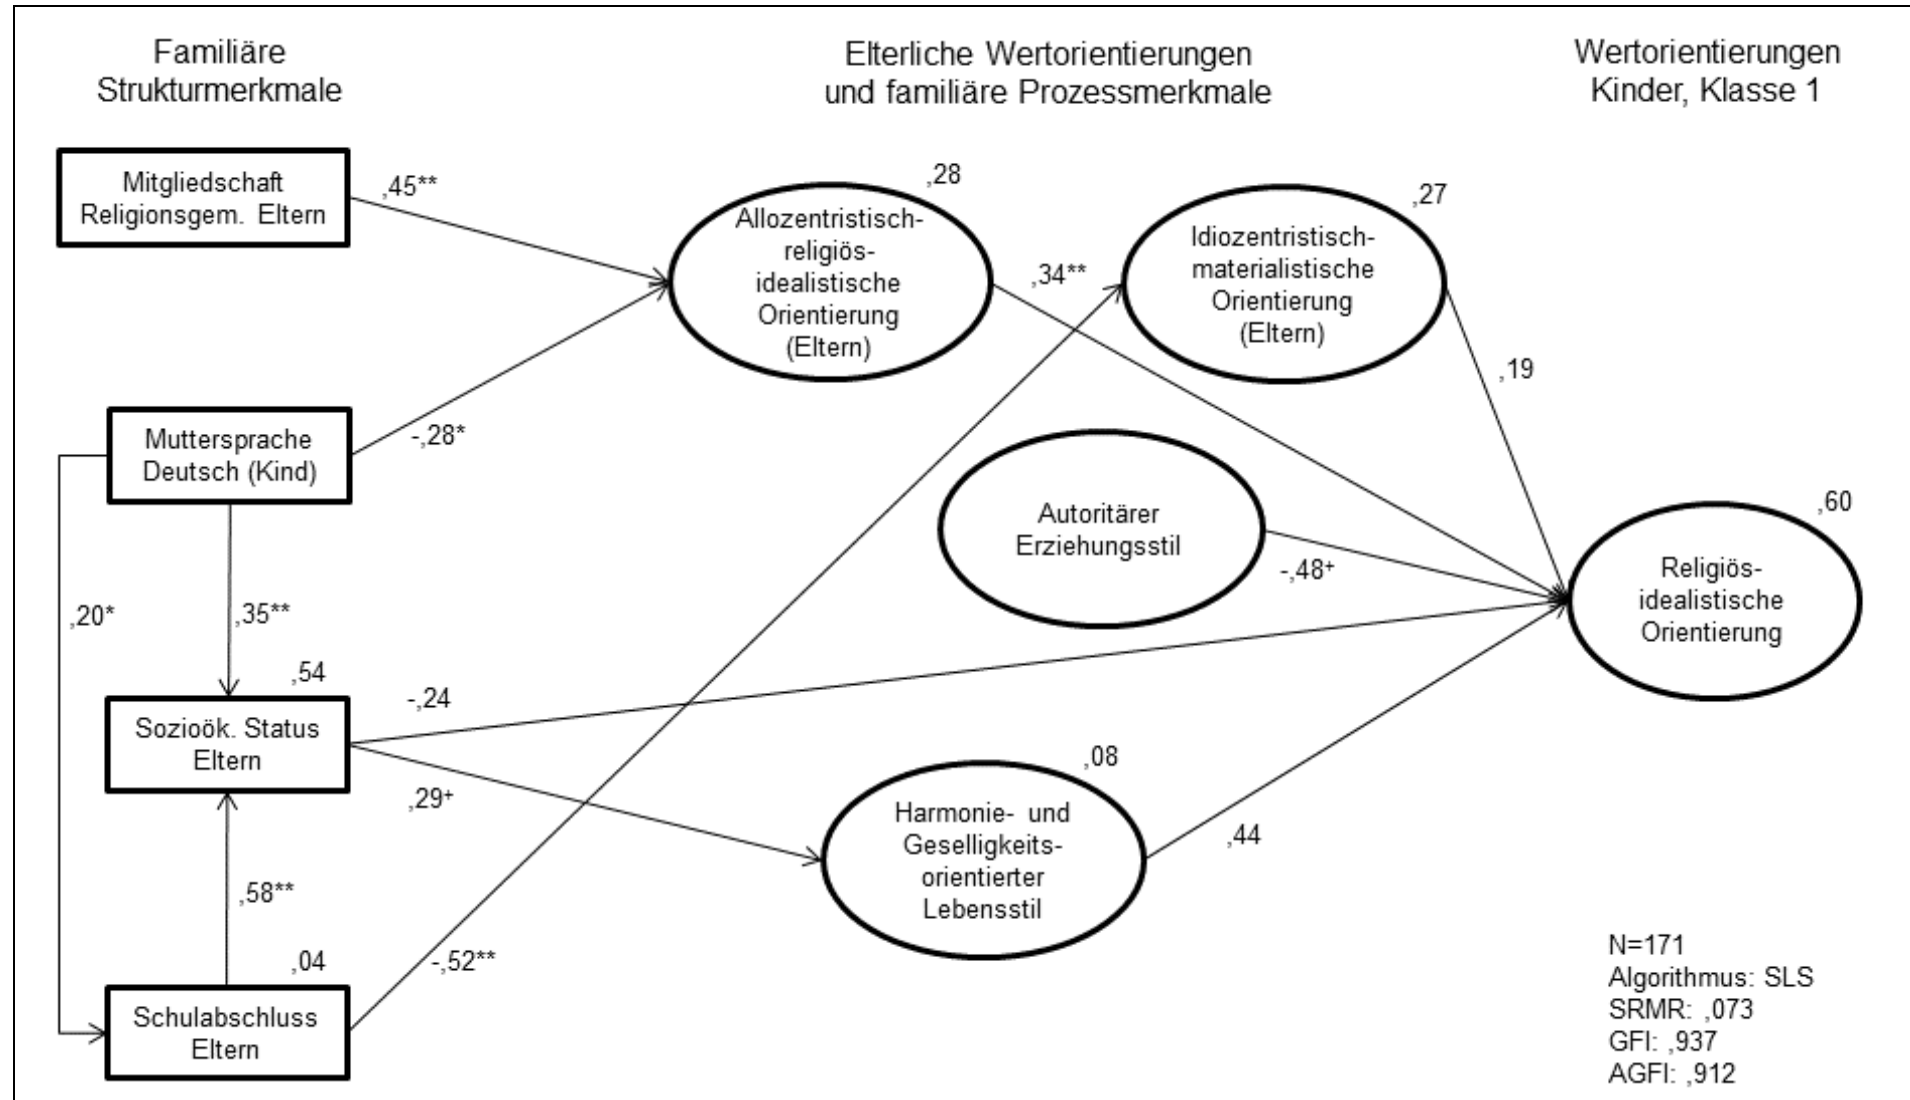 Familiäre
Strukturmerkmale
Elterliche Wertorientierungen
und familiäre Prozessmerkmale
Wertorientierungen
Kinder, Klasse 1
Mitgliedschaft
Religionsgem. Eltern
,45**
Allozentristisch-
religiös-
idealistische
Orientierung
(Eltern)
,28
,34**
Idiozentristisch-
materialistische
Orientierung
(Eltern)
,27
,19
Muttersprache
Deutsch (Kind)
-,28*
Autoritärer
Erziehungsstil
-,48+
Religiös-
idealistische
Orientierung
,60
,20*
,35**
,54
Sozioök. Status
Eltern
-,24
,29+
Harmonie- und
Geselligkeits-
orientierter
Lebensstil
,08
,44
,58**
,04
Schulabschluss
Eltern
-,52**
N=171
Algorithmus: SLS
SRMR: ,073
GFI: ,937
AGFI: ,912